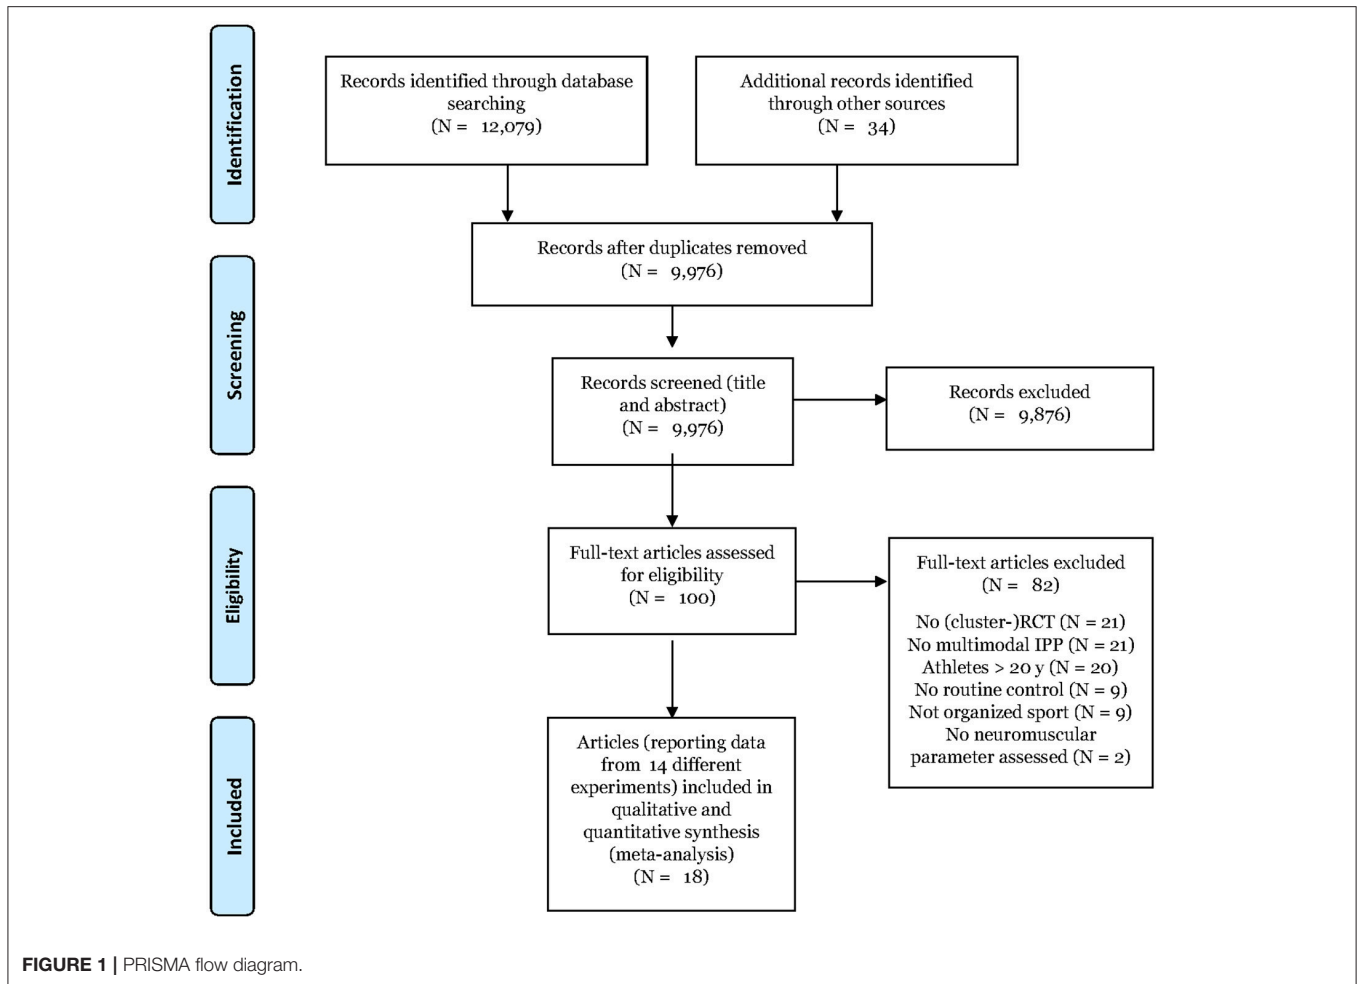 Identification
Records identified through database
searching
(N = 12,079)
Additional records identified
through other sources
(N = 34)
Records after duplicates removed
(N = 9,976)
Screening
Records screened (title
and abstract)
(N = 9,976)
Records excluded
(N = 9,876)
Eligibility
Full-text articles assessed
for eligibility
(N = 100)
Full-text articles excluded
(N = 82)
No (cluster-)RCT (N = 21)
No multimodal IPP (N = 21)
Athletes > 20 y (N = 20)
No routine control (N = 9)
Not organized sport (N = 9)
No neuromuscular
parameter assessed (N = 2)
Included
Articles (reporting data
from 14 different
experiments) included in
qualitative and
quantitative synthesis
(meta-analysis)
(N = 18)
FIGURE 1 | PRISMA flow diagram.